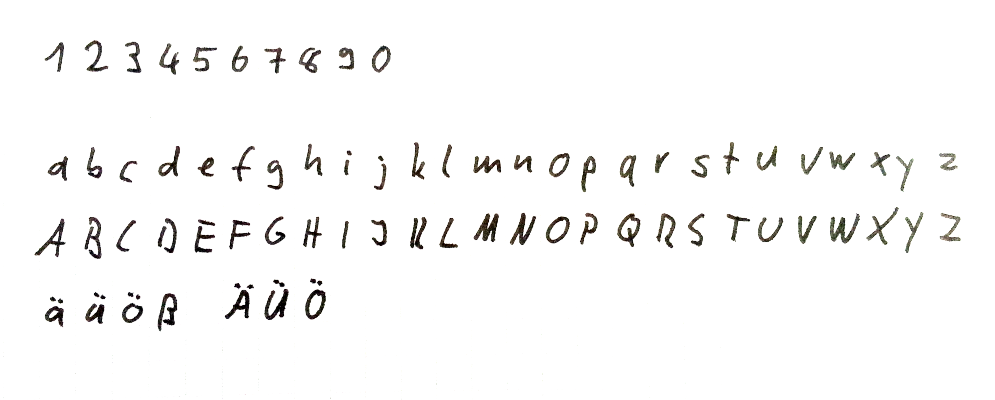 1 2 3 4 5 6 7 8 9 0
a b c d e f g h i j k l m n o p q r s t u v w x y z
A B C D E F G H I J K L M N O P Q R S T U V W X Y Z
ä ü ö ß Ä Ü Ö